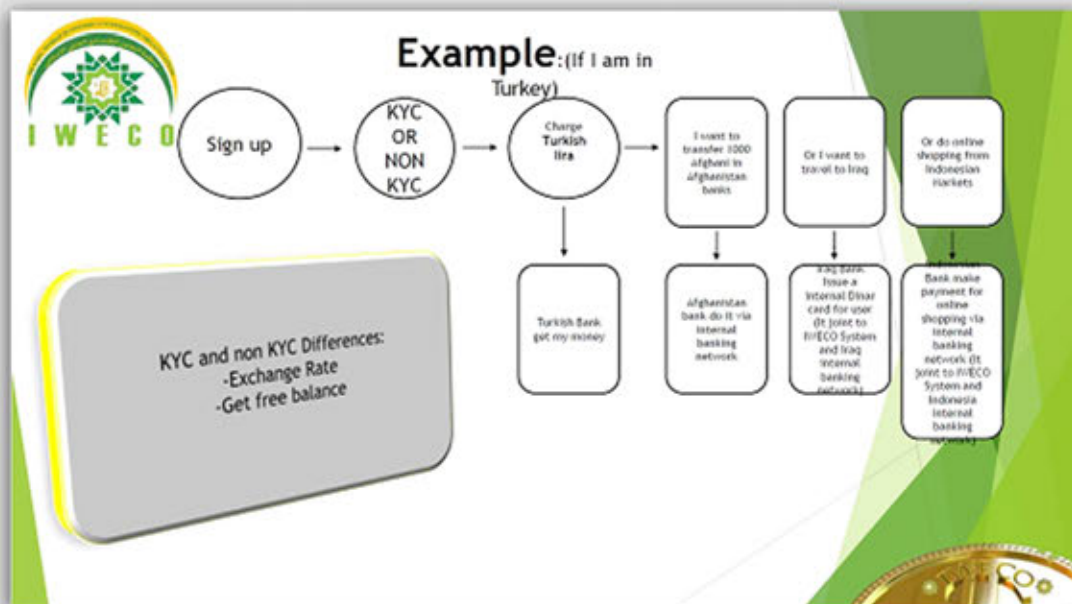 IWECO
Example:(If I am in
Turkey)
Sign up
KYC
OR
NON
KYC
Charge
Turkish
lira
I want to
transfer 1000
Afghani in
Afghanistan
banks
Or I want to
travel to Iraq
Or do online
shopping from
Indonesian
markets
Turkish Bank
get my money
Afghanistan
bank do it via
internal
banking
network
Iraq Bank
issue a
internal Dinar
card for user
(It joint to
IWECO System
and Iraq
internal
banking
network)
Indonesian
Bank make
payment for
online
shopping via
internal
banking
network (It
joint to IWECO
System and
Indonesia
internal
banking
network)
KYC and non KYC Differences:
-Exchange Rate
-Get free balance
IWECO